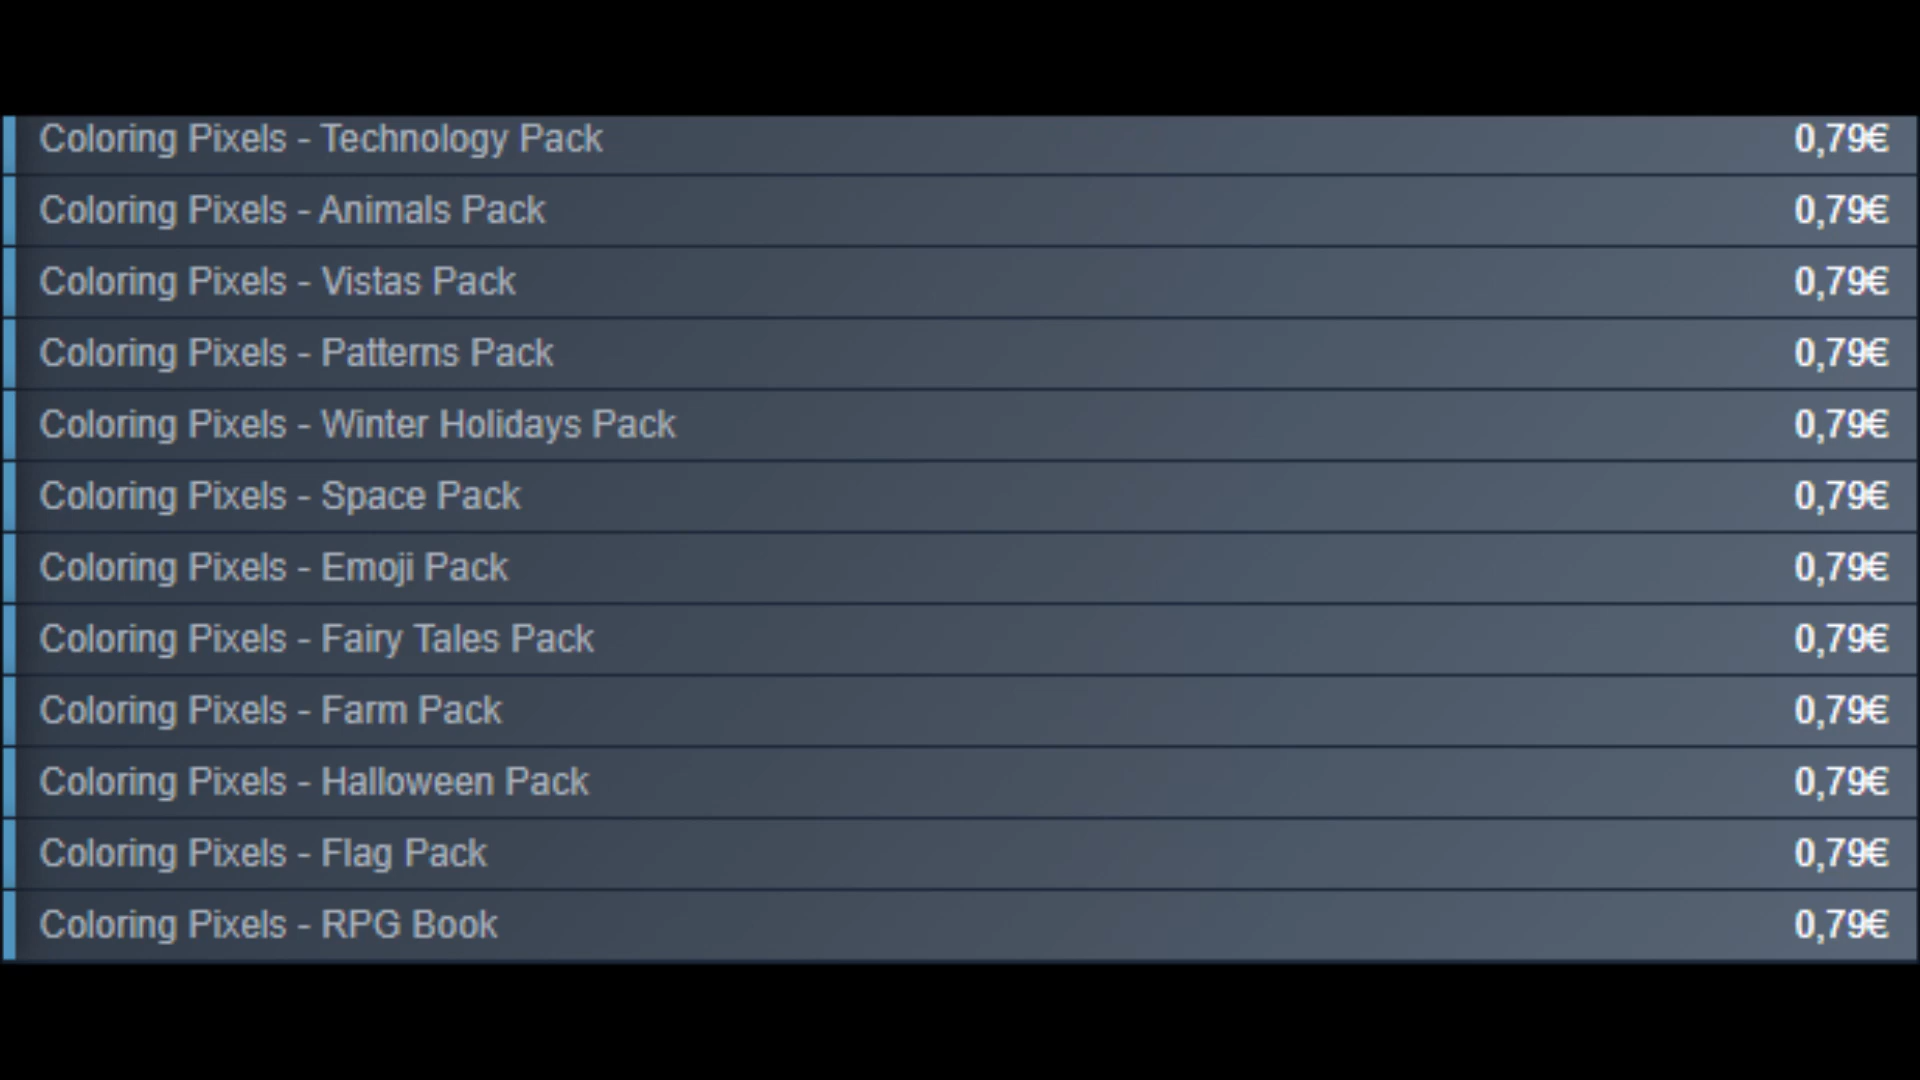 Coloring Pixels - Technology Pack 0,79€
Coloring Pixels - Animals Pack 0,79€
Coloring Pixels - Vistas Pack 0,79€
Coloring Pixels - Patterns Pack 0,79€
Coloring Pixels - Winter Holidays Pack 0,79€
Coloring Pixels - Space Pack 0,79€
Coloring Pixels - Emoji Pack 0,79€
Coloring Pixels - Fairy Tales Pack 0,79€
Coloring Pixels - Farm Pack 0,79€
Coloring Pixels - Halloween Pack 0,79€
Coloring Pixels - Flag Pack 0,79€
Coloring Pixels - RPG Book 0,79€